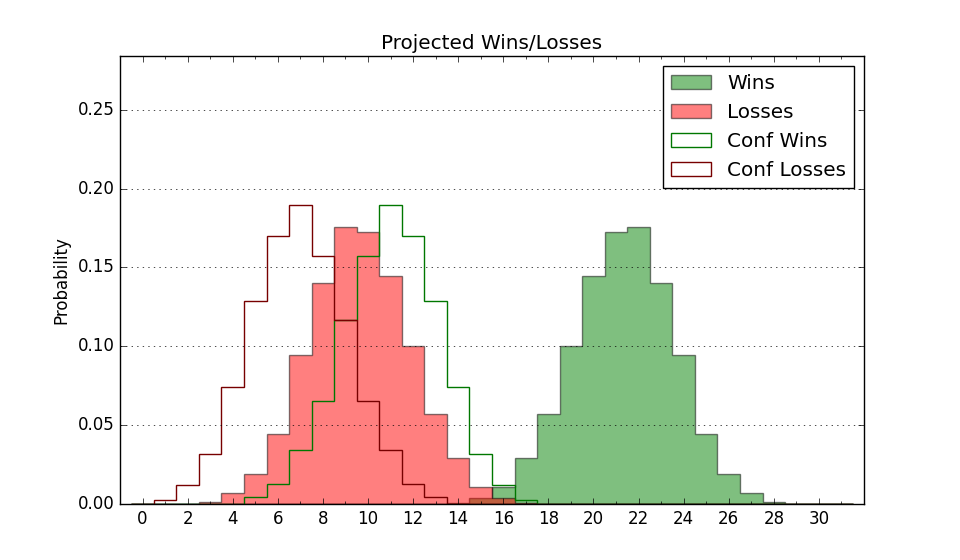 Projected Wins/Losses
Wins
Losses
Conf Wins
Conf Losses
Probability
0.25
0.20
0.15
0.10
0.05
0.00
0 2 4 6 8 10 12 14 16 18 20 22 24 26 28 30